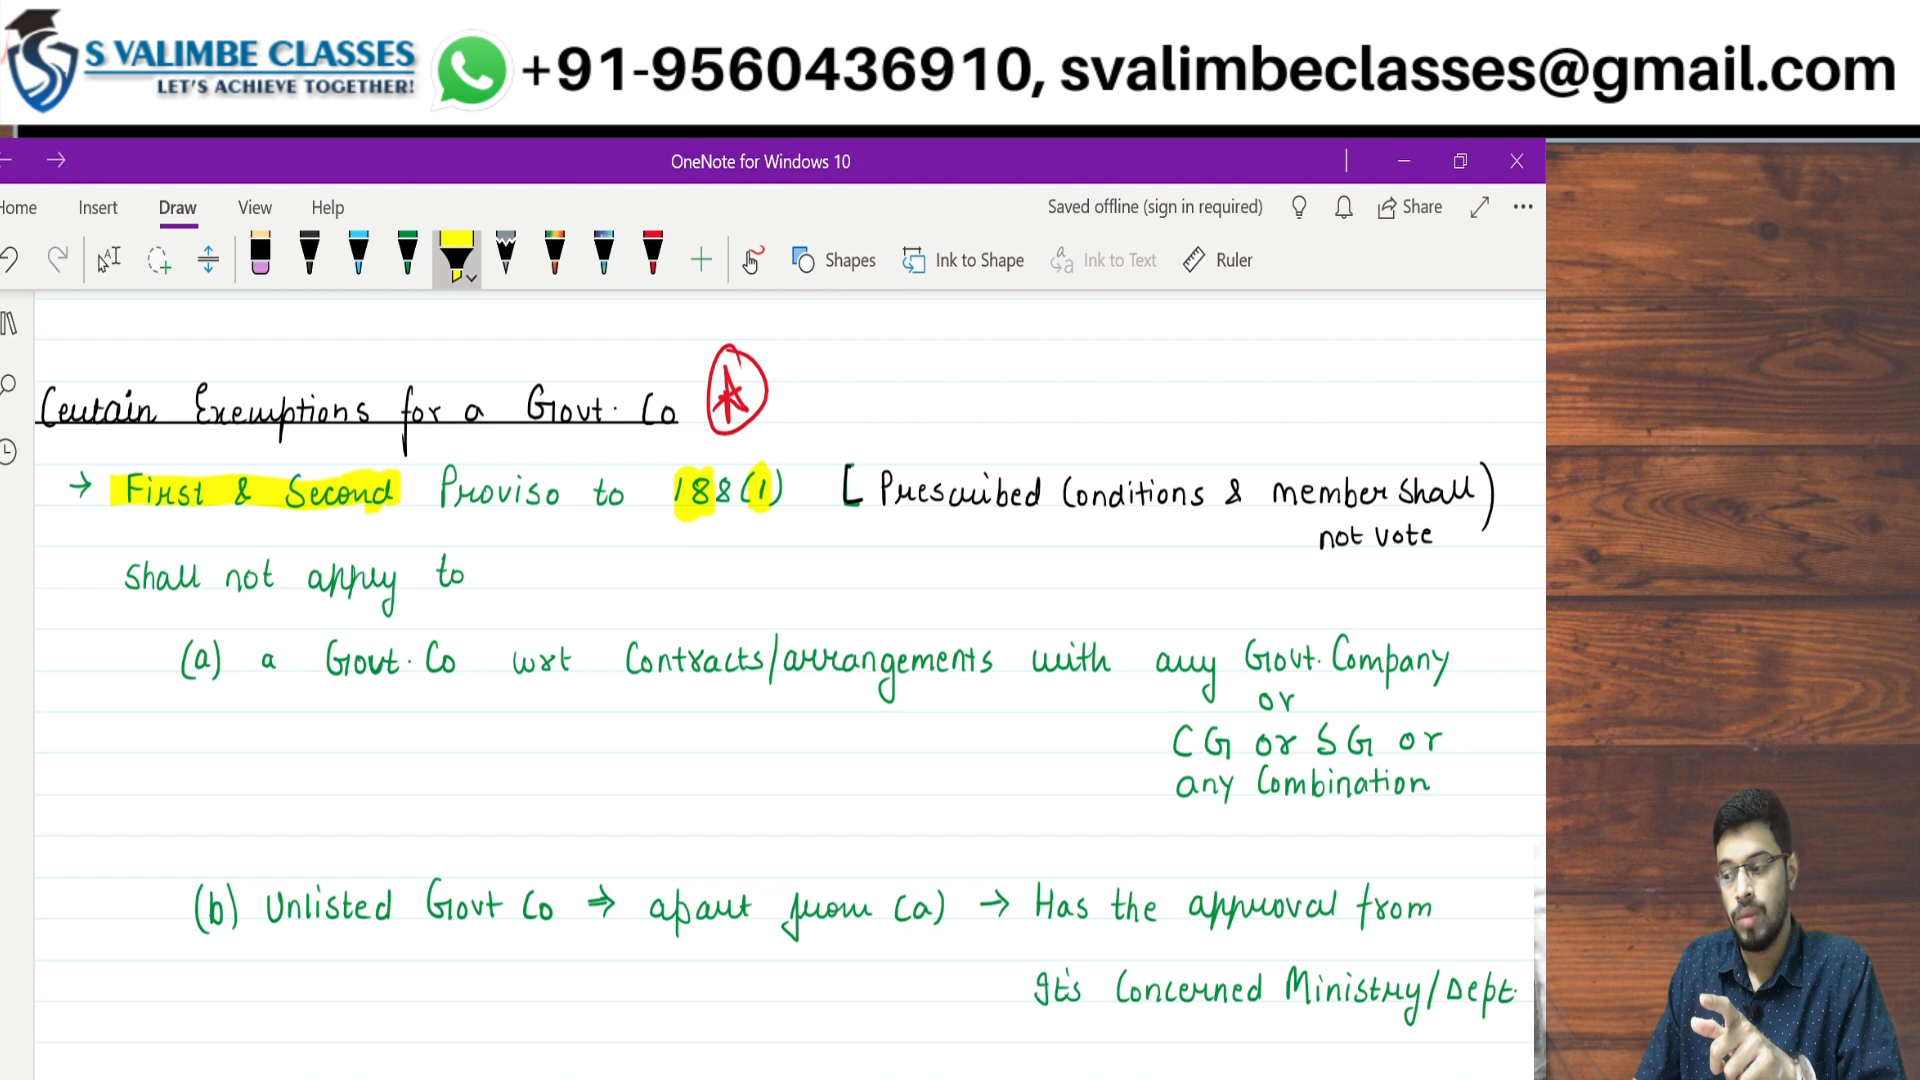 S VALIMBE CLASSES
LET'S ACHIEVE TOGETHER!
+91-9560436910, svalimbeclasses@gmail.com
OneNote for Windows 10
Home Insert Draw View Help
Saved offline (sign in required) Share
Shapes Ink to Shape Ink to Text Ruler
Certain Exemptions for a Govt. Co
→ First & Second Proviso to 188(1) [Prescribed Conditions & member shall)
not vote
shall not apply to
(a) a Govt. Co wrt Contracts/arrangements with any Govt. Company
or
CG or SG or
any Combination
(b) Unlisted Govt Co → apart from (a) → Has the approval from
It's Concerned Ministry/Dept.